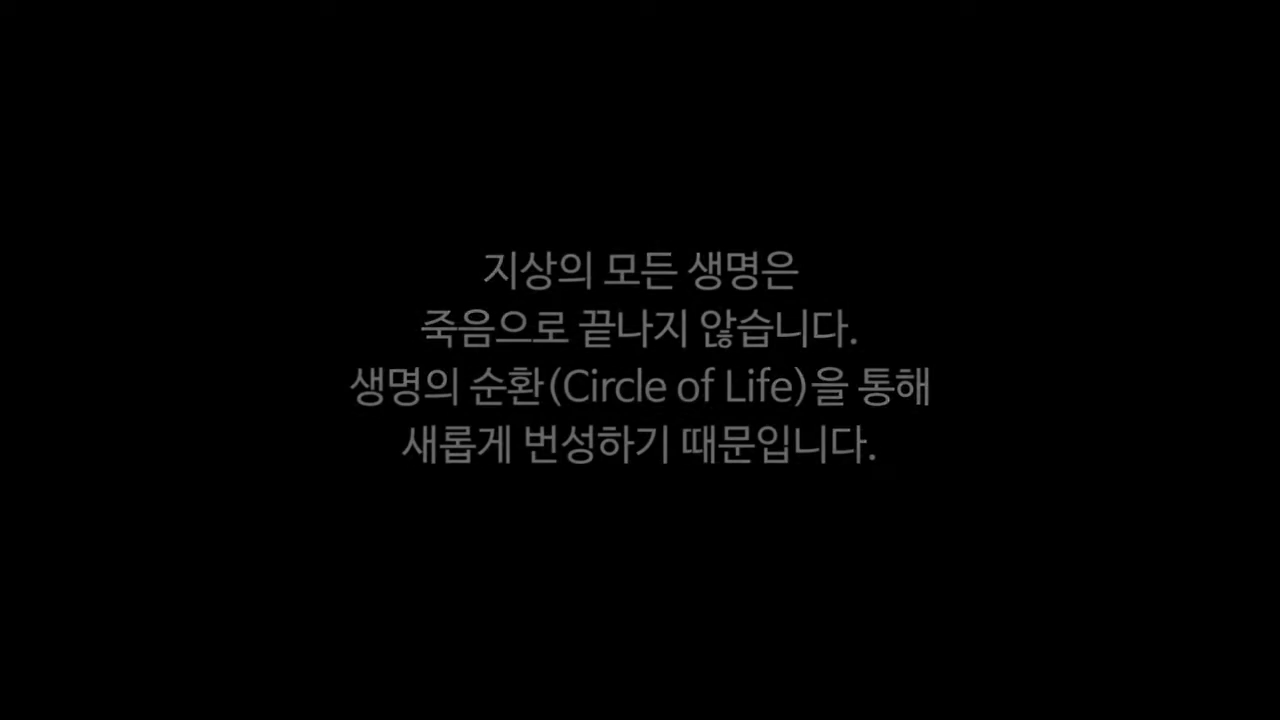 지상의 모든 생명은
죽음으로 끝나지 않습니다.
생명의 순환(Circle of Life)을 통해
새롭게 번성하기 때문입니다.